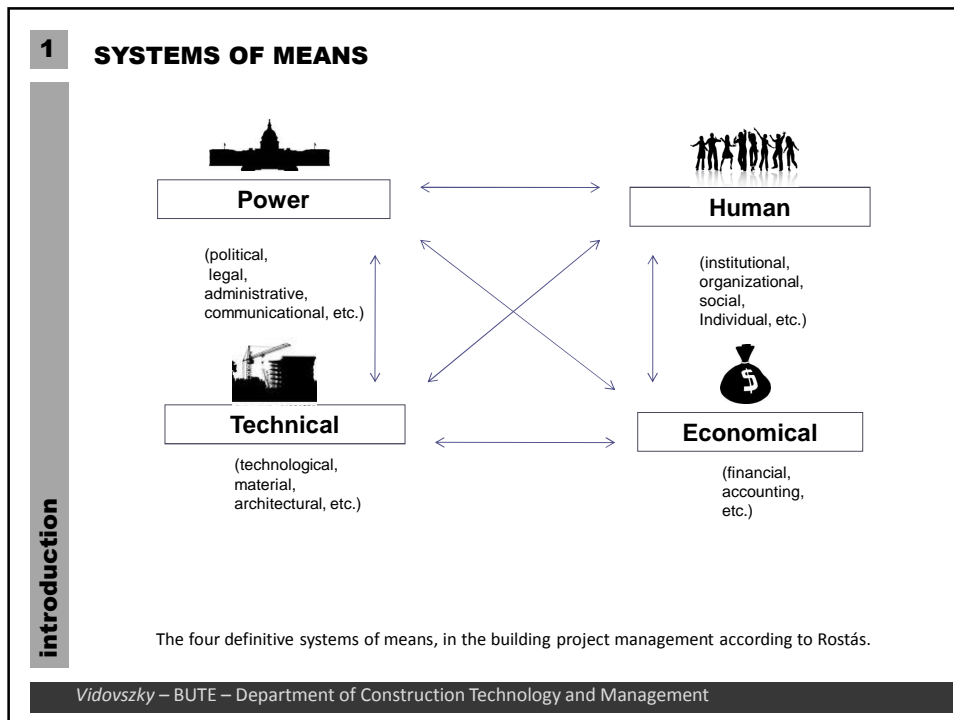 1
SYSTEMS OF MEANS
Power
(political,
legal,
administrative,
communicational, etc.)
Human
(institutional,
organizational,
social,
Individual, etc.)
$
Technical
(technological,
material,
architectural, etc.)
Economical
(financial,
accounting,
etc.)
introduction
The four definitive systems of means, in the building project management according to Rostás.
Vidovszky – BUTE – Department of Construction Technology and Management